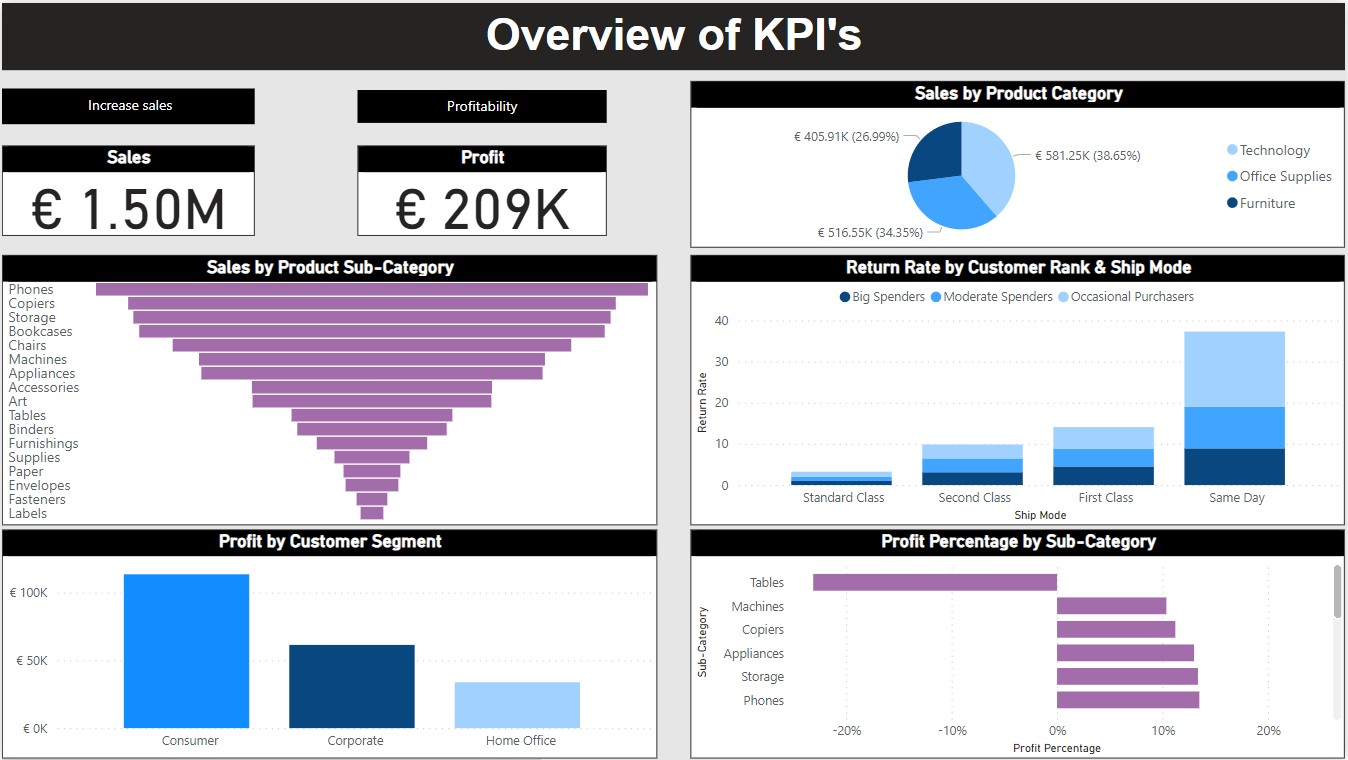 Overview of KPI's
Increase sales
Profitability
Sales
€ 1.50M
Profit
€ 209K
Sales by Product Category
€ 405.91K (26.99%)
€ 581.25K (38.65%)
€ 516.55K (34.35%)
Technology
Office Supplies
Furniture
Sales by Product Sub-Category
Phones
Copiers
Storage
Bookcases
Chairs
Machines
Appliances
Accessories
Art
Tables
Binders
Furnishings
Supplies
Paper
Envelopes
Fasteners
Labels
Return Rate by Customer Rank & Ship Mode
Big Spenders Moderate Spenders Occasional Purchasers
Return Rate
40
30
20
10
0
Standard Class Second Class First Class Same Day
Ship Mode
Profit by Customer Segment
€ 100K
€ 50K
€ 0K
Consumer Corporate Home Office
Profit Percentage by Sub-Category
Sub-Category
Tables
Machines
Copiers
Appliances
Storage
Phones
-20% -10% 0% 10% 20%
Profit Percentage